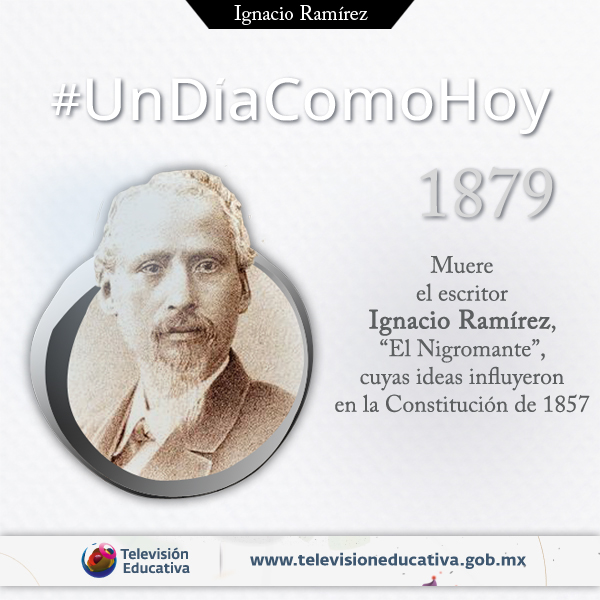 Ignacio Ramírez
#UnDiaComoHoy
1879
Muere
el escritor
Ignacio Ramírez,
“El Nigromante”,
cuyas ideas influyeron
en la Constitución de 1857
Televisión
Educativa
www.televisioneducativa.gob.mx